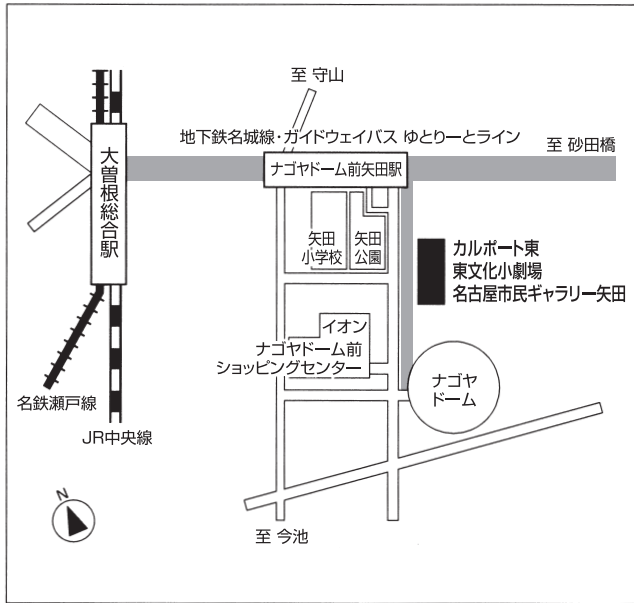 至 守山
地下鉄名城線・ガイドウェイバス ゆとりーとライン
至 砂田橋
大曽根総合駅
ナゴヤドーム前矢田駅
矢田
小学校
矢田
公園
カルポート東
東文化小劇場
名古屋市民ギャラリー矢田
イオン
ナゴヤドーム前
ショッピングセンター
ナゴヤ
ドーム
名鉄瀬戸線
JR中央線
N
至 今池